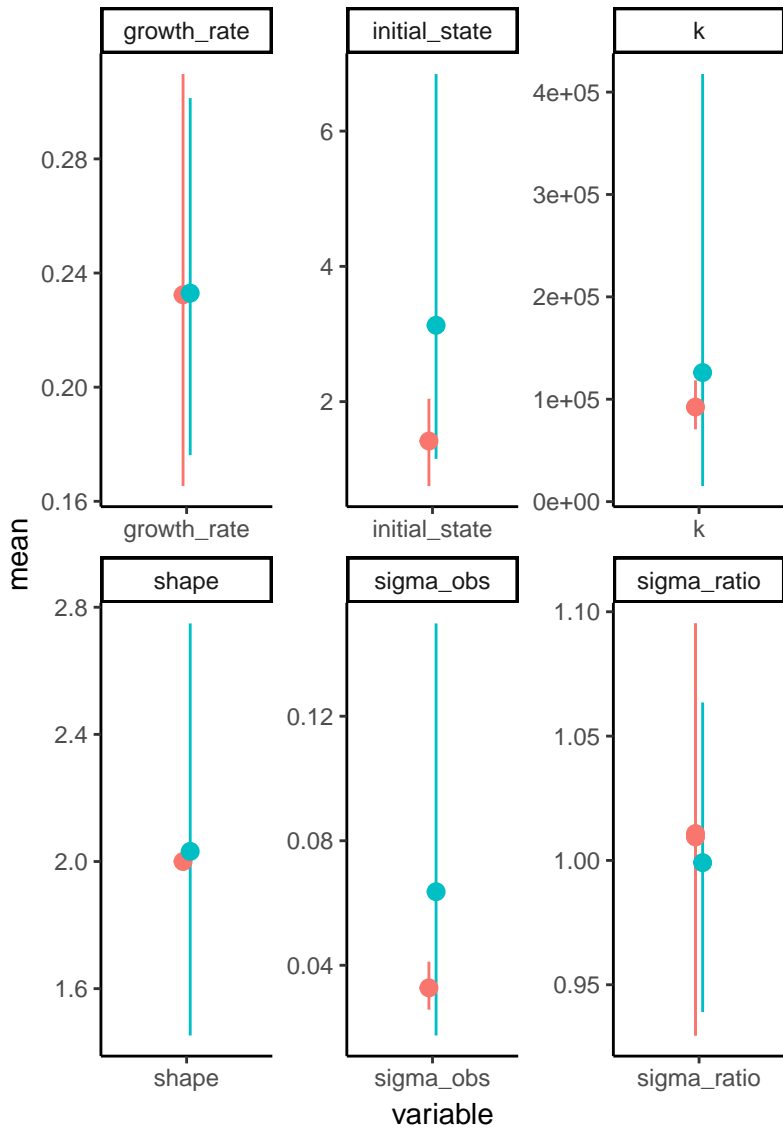 growth_rate
initial_state
k
0.28
0.24
0.20
0.16
6
4
2
4e+05
3e+05
2e+05
1e+05
0e+00
growth_rate
initial_state
k
mean
shape
sigma_obs
sigma_ratio
2.8
2.4
2.0
1.6
0.12
0.08
0.04
1.10
1.05
1.00
0.95
shape
sigma_obs
sigma_ratio
variable